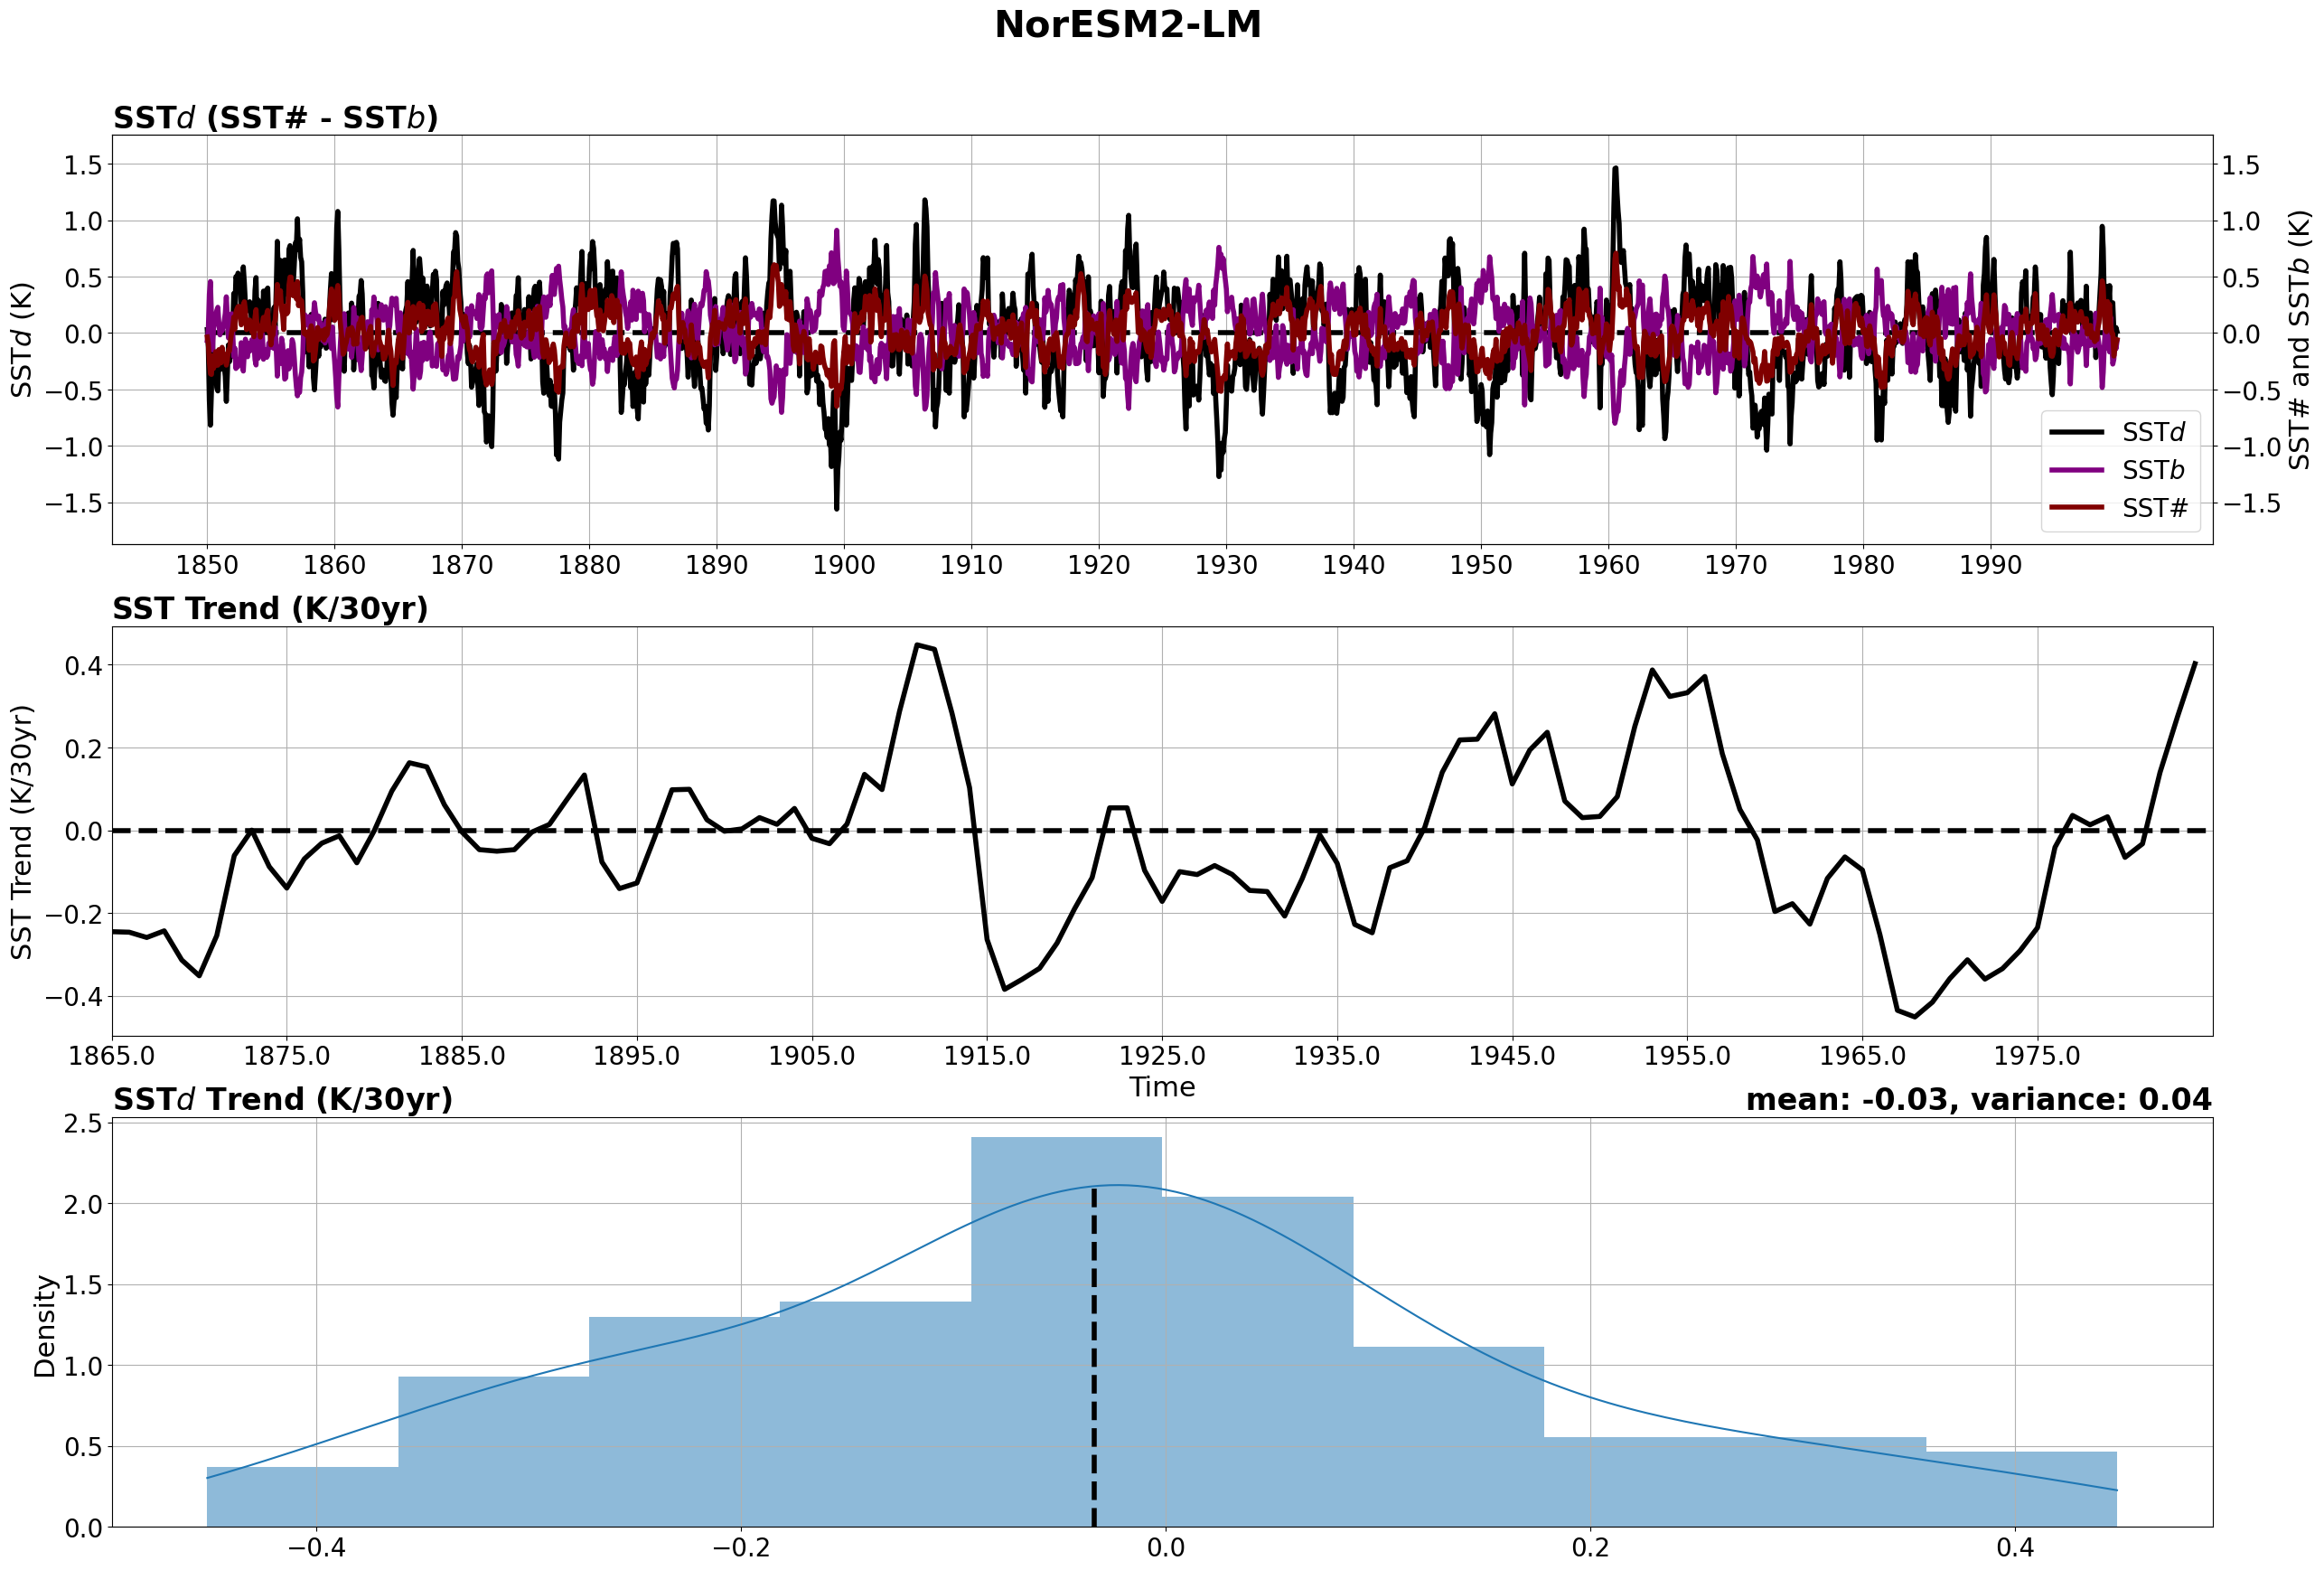 NorESM2-LM
SSTd (SST# - SSTb)
1.5
1.0
0.5
0.0
−0.5
−1.0
−1.5
SSTd (K)
1.5
1.0
0.5
0.0
−0.5
−1.0
−1.5
SST# and SSTb (K)
SSTd
SSTb
SST#
1850 1860 1870 1880 1890 1900 1910 1920 1930 1940 1950 1960 1970 1980 1990
SST Trend (K/30yr)
0.4
0.2
0.0
−0.2
−0.4
SST Trend (K/30yr)
1865.0 1875.0 1885.0 1895.0 1905.0 1915.0 1925.0 1935.0 1945.0 1955.0 1965.0 1975.0
Time
SSTd Trend (K/30yr) mean: -0.03, variance: 0.04
2.5
2.0
1.5
1.0
0.5
0.0
Density
−0.4 −0.2 0.0 0.2 0.4